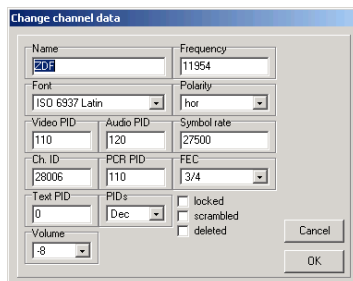 Change channel data
Name Frequency
ZDF 11954
Font Polarity
ISO 6937 Latin hor
Video PID Audio PID Symbol rate
110 120 27500
Ch. ID PCR PID FEC
28006 110 3/4
Text PID PIDs locked
0 Dec scrambled
deleted
Volume Cancel
-8
OK